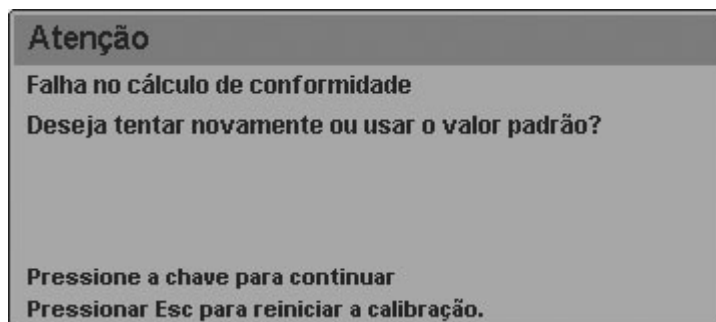 Atenção
Falha no cálculo de conformidade
Deseja tentar novamente ou usar o valor padrão?
Pressione a chave para continuar
Pressionar Esc para reiniciar a calibração.